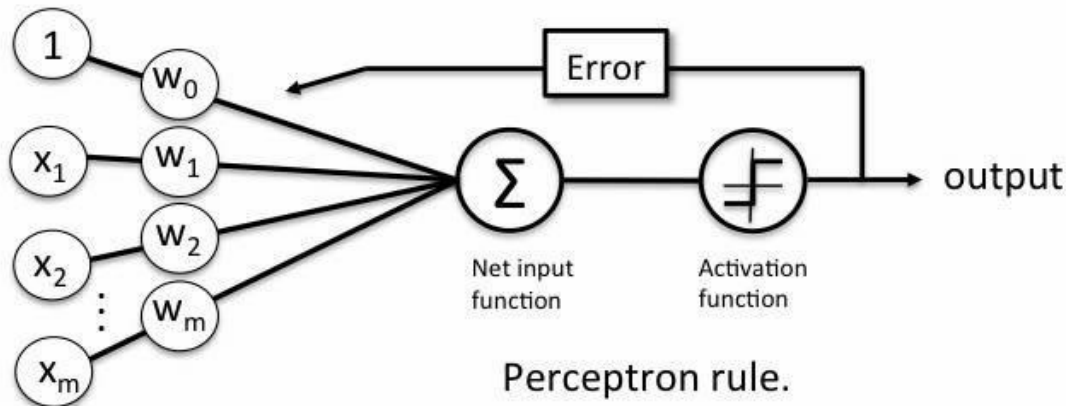 1
w₀
Error
x₁
w₁
Σ
output
x₂
w₂
Net input
function
Activation
function
⋮
wₘ
xₘ
Perceptron rule.